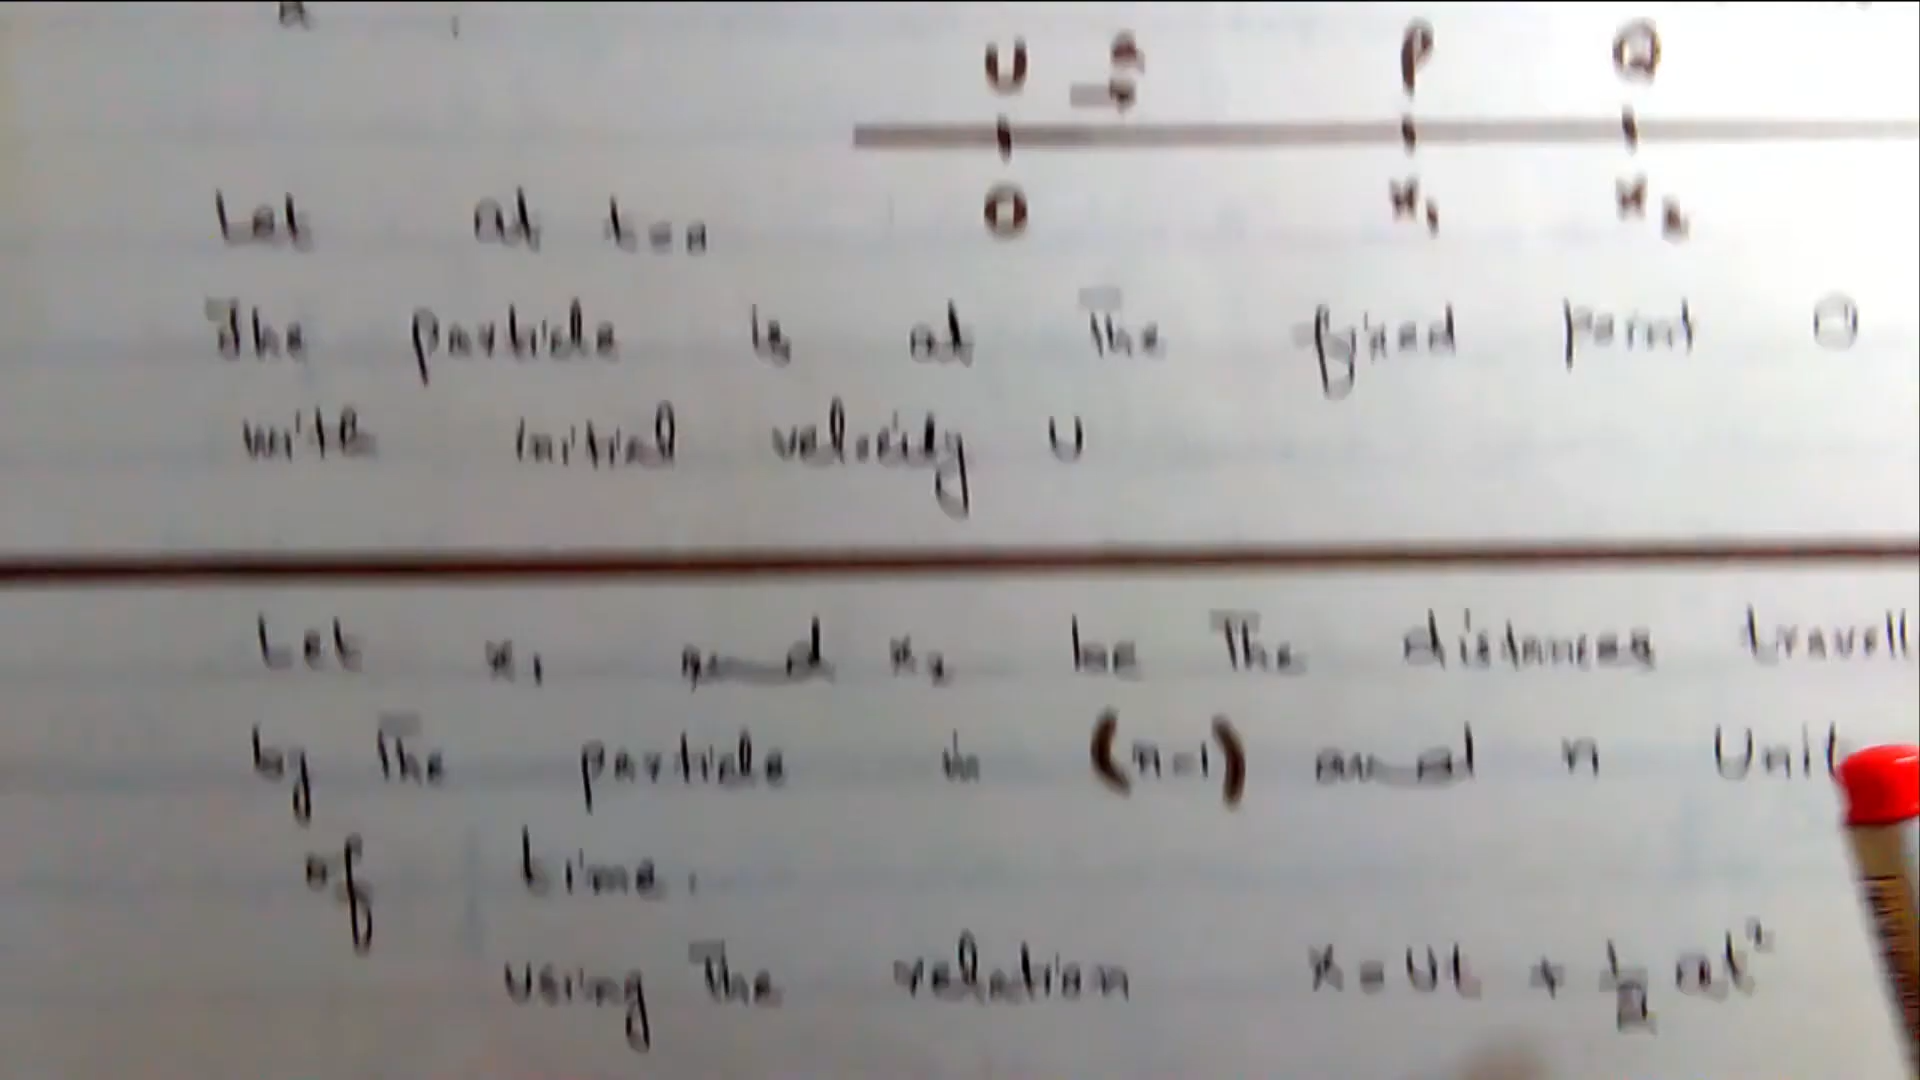 U P Q
O x₁ x₂
Let at t=0
The particle is at The fixed point O
with initial velocity U
Let x₁ and x₂ be The distances travell
by The particle in (n-1) and n Unit
of time.
using The relation x = Ut + ½ at²